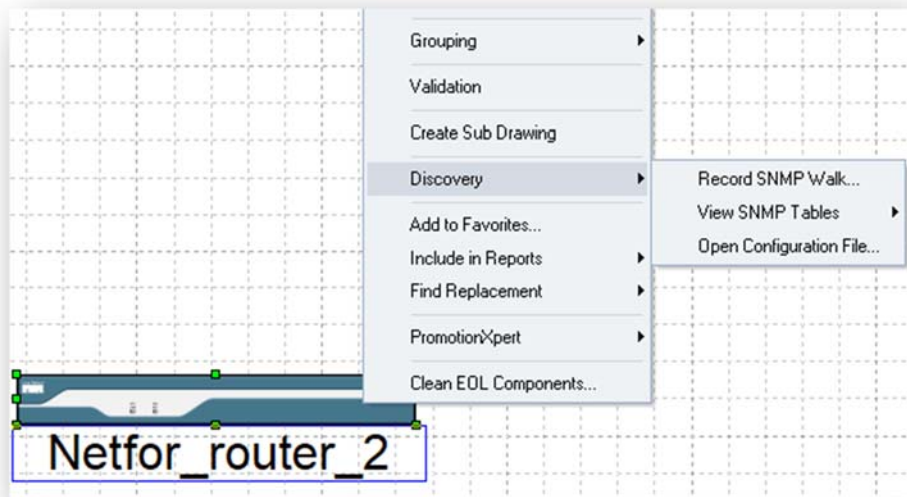 Grouping
Validation
Create Sub Drawing
Discovery
Record SNMP Walk...
View SNMP Tables
Open Configuration File...
Add to Favorites...
Include in Reports
Find Replacement
PromotionXpert
Clean EOL Components...
Netfor_router_2